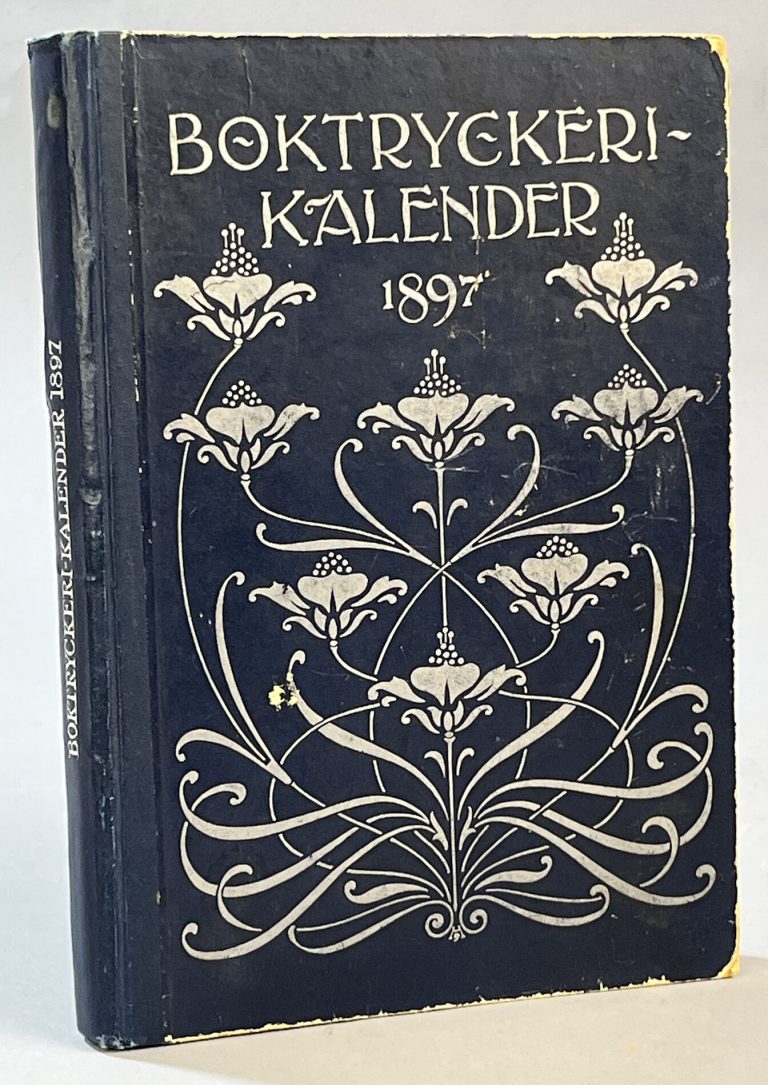 BOKTRYCKERI-
KALENDER
1897
BOKTRYCKERI-KALENDER 1897